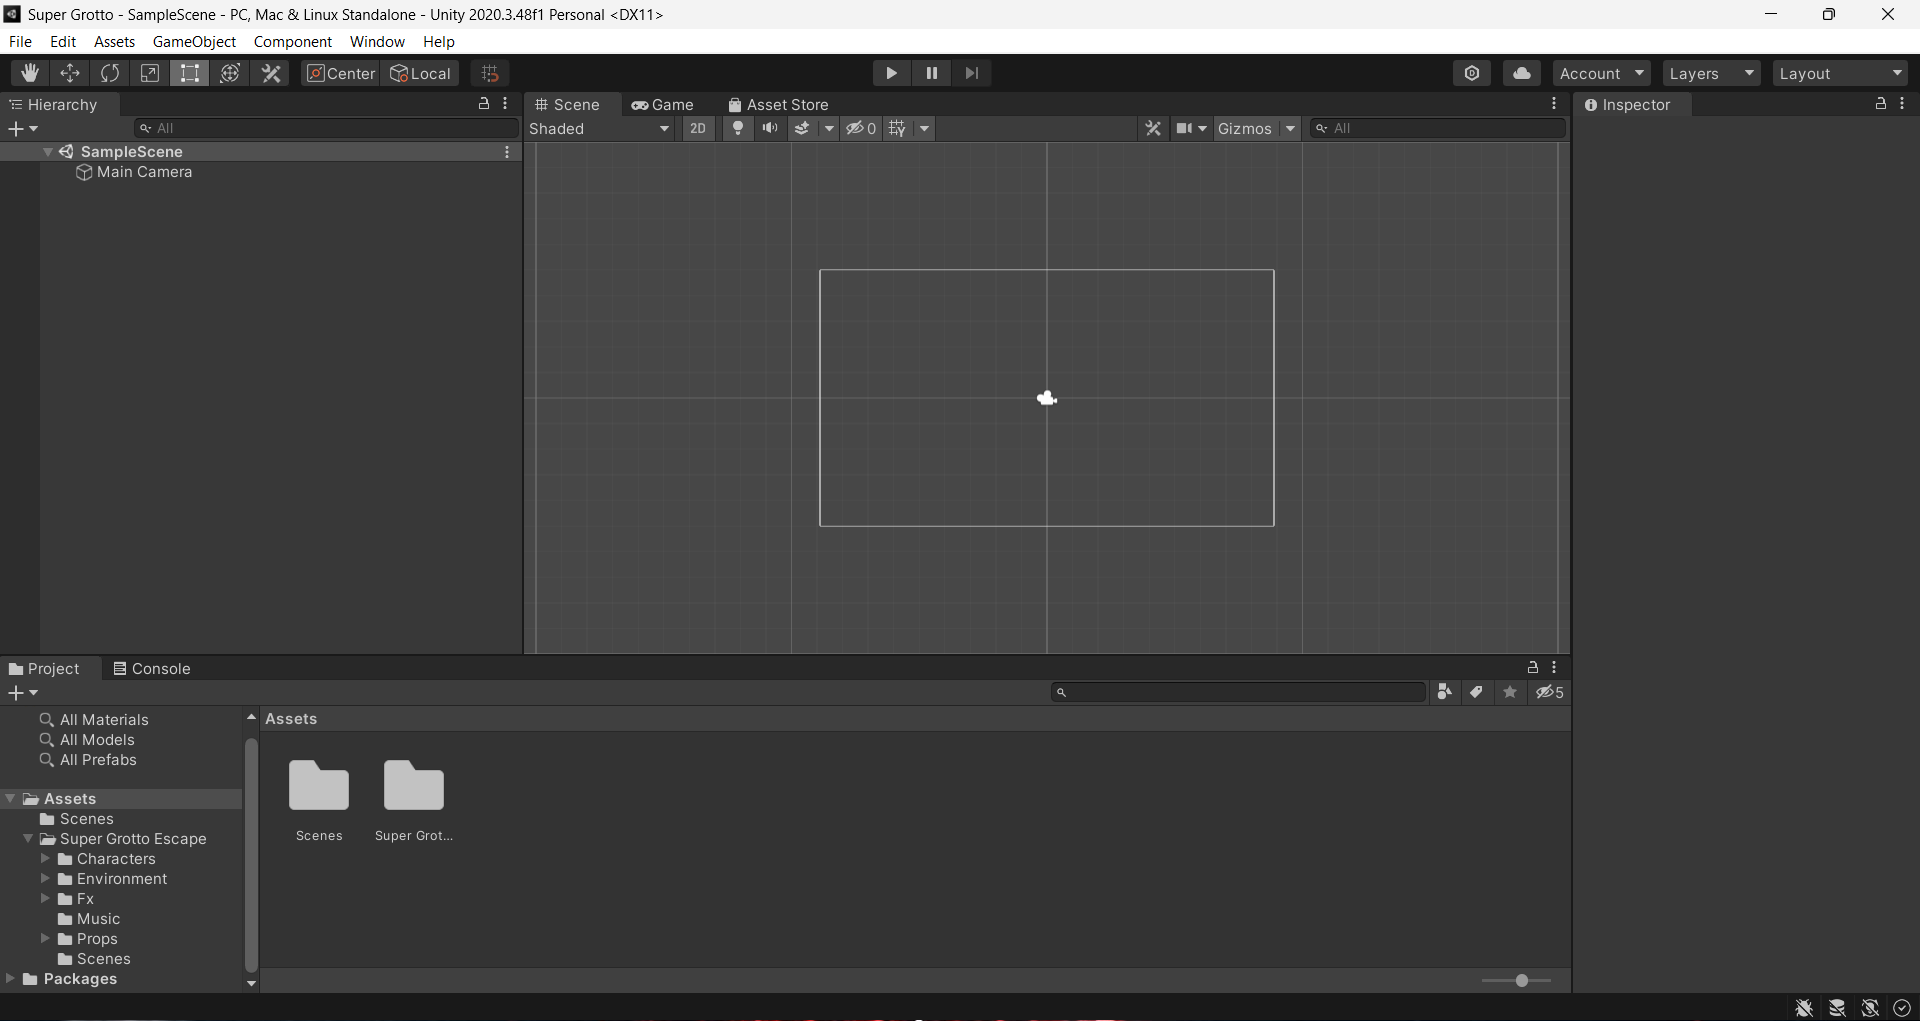 Super Grotto - SampleScene - PC, Mac & Linux Standalone - Unity 2020.3.48f1 Personal <DX11>
File Edit Assets GameObject Component Window Help
Center Local Account Layers Layout
Hierarchy
All
SampleScene
Main Camera
Scene Game Asset Store
Shaded 2D 0 Gizmos All
Inspector
Project Console
5
All Materials
All Models
All Prefabs
Assets
Scenes
Super Grotto Escape
Characters
Environment
Fx
Music
Props
Scenes
Packages
Assets
Scenes Super Grot...